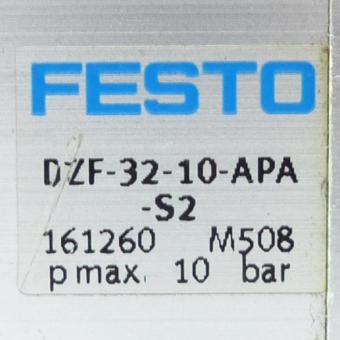 FESTO
DZF-32-10-APA
-S2
161260 M508
p max. 10 bar